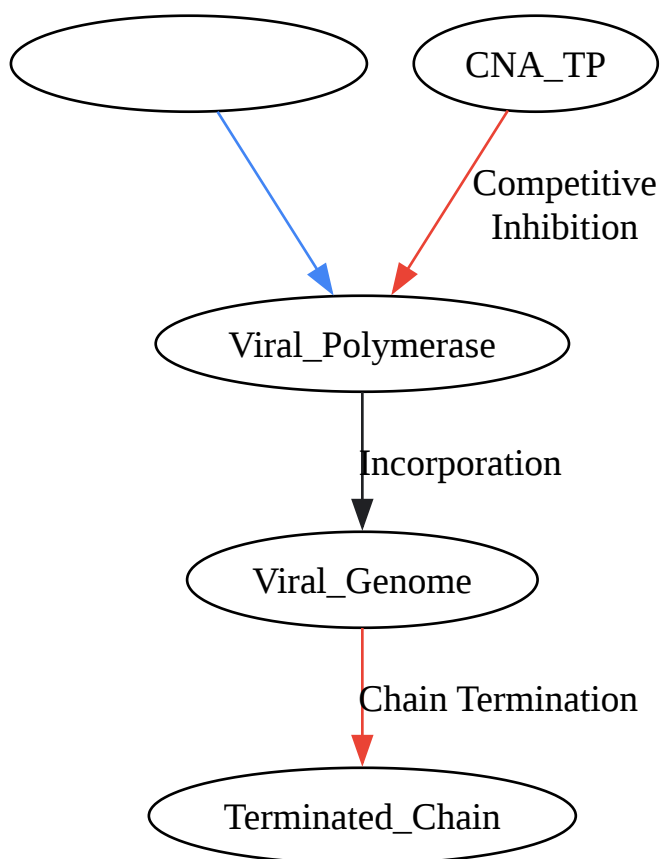 CNA_TP
Competitive
Inhibition
Viral_Polymerase
Incorporation
Viral_Genome
Chain Termination
Terminated_Chain